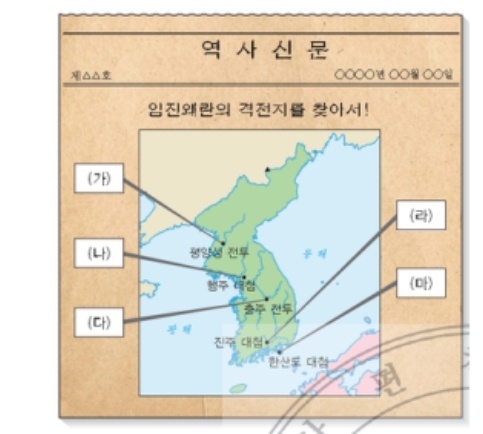 역사신문
제△△호
○○○○년 ○○월 ○○일
임진왜란의 격전지를 찾아서!
(가)
(라)
평양성 전투
동해
(나)
행주 대첩
(마)
충주 전투
(다)
황해
진주 대첩
한산도 대첩
편